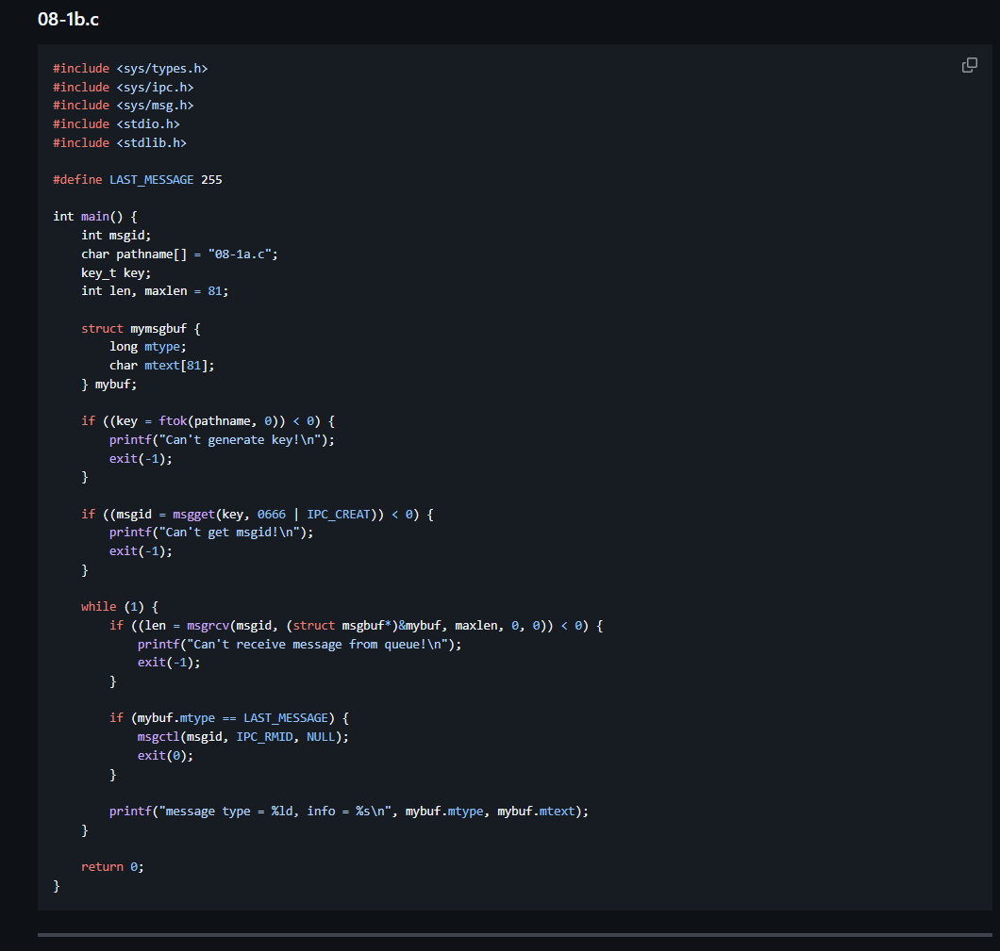 08-1b.c
#include <sys/types.h>
#include <sys/ipc.h>
#include <sys/msg.h>
#include <stdio.h>
#include <stdlib.h>

#define LAST_MESSAGE 255

int main() {
    int msgid;
    char pathname[] = "08-1a.c";
    key_t key;
    int len, maxlen = 81;

    struct mymsgbuf {
        long mtype;
        char mtext[81];
    } mybuf;

    if ((key = ftok(pathname, 0)) < 0) {
        printf("Can't generate key!\n");
        exit(-1);
    }

    if ((msgid = msgget(key, 0666 | IPC_CREAT)) < 0) {
        printf("Can't get msgid!\n");
        exit(-1);
    }

    while (1) {
        if ((len = msgrcv(msgid, (struct msgbuf*)&mybuf, maxlen, 0, 0)) < 0) {
            printf("Can't receive message from queue!\n");
            exit(-1);
        }

        if (mybuf.mtype == LAST_MESSAGE) {
            msgctl(msgid, IPC_RMID, NULL);
            exit(0);
        }

        printf("message type = %ld, info = %s\n", mybuf.mtype, mybuf.mtext);
    }

    return 0;
}